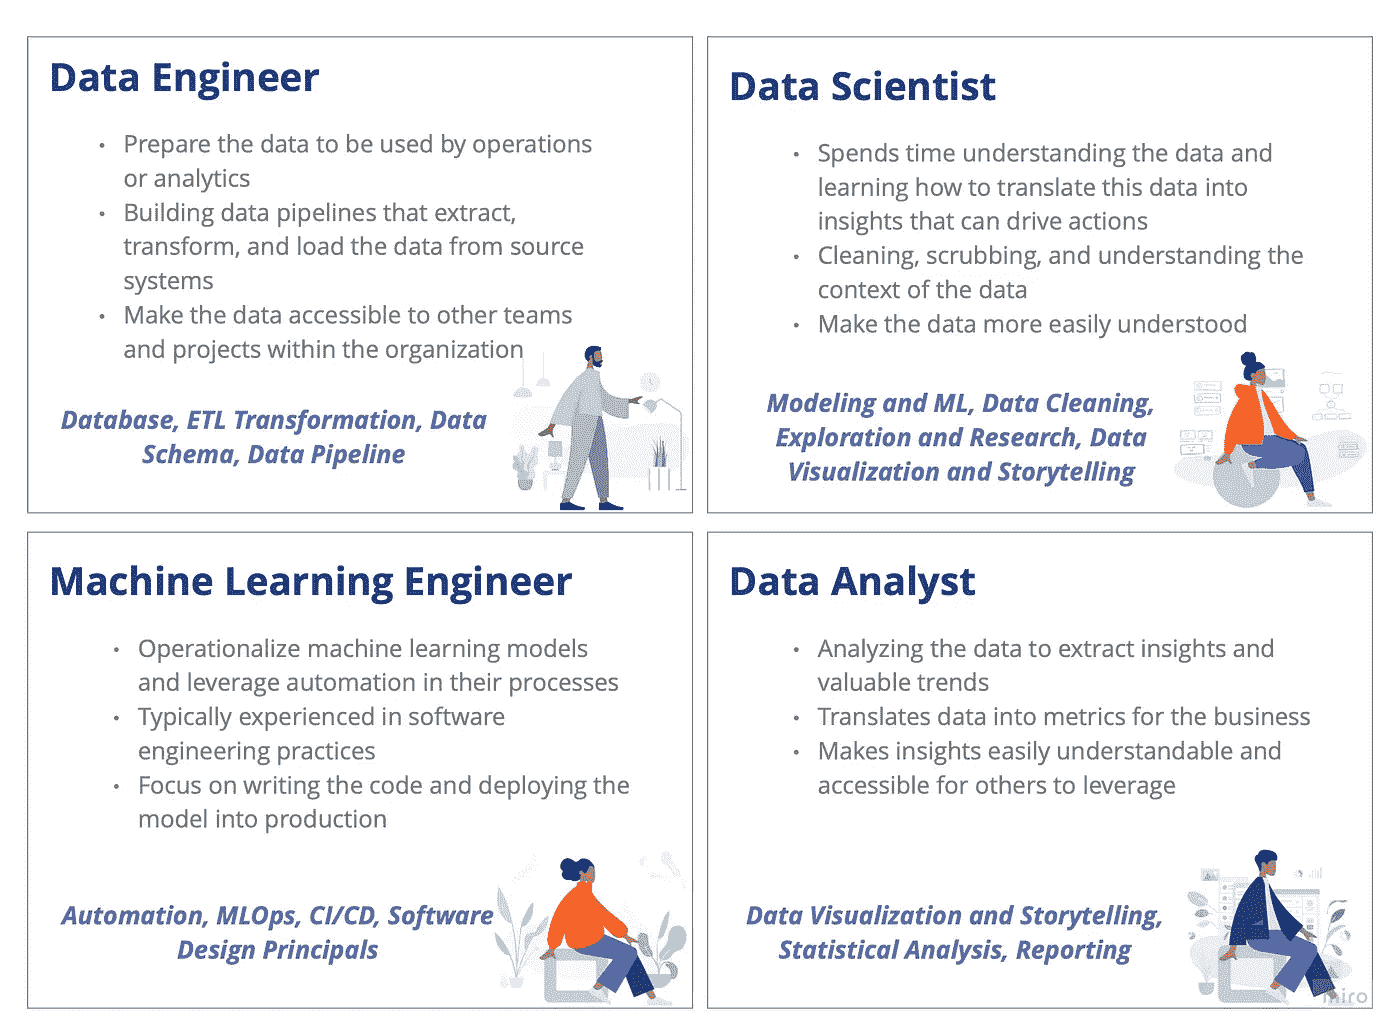 Data Engineer
• Prepare the data to be used by operations
or analytics
• Building data pipelines that extract,
transform, and load the data from source
systems
• Make the data accessible to other teams
and projects within the organization
Database, ETL Transformation, Data
Schema, Data Pipeline
Data Scientist
• Spends time understanding the data and
learning how to translate this data into
insights that can drive actions
• Cleaning, scrubbing, and understanding the
context of the data
• Make the data more easily understood
Modeling and ML, Data Cleaning,
Exploration and Research, Data
Visualization and Storytelling
Machine Learning Engineer
• Operationalize machine learning models
and leverage automation in their processes
• Typically experienced in software
engineering practices
• Focus on writing the code and deploying the
model into production
Automation, MLOps, CI/CD, Software
Design Principals
Data Analyst
• Analyzing the data to extract insights and
valuable trends
• Translates data into metrics for the business
• Makes insights easily understandable and
accessible for others to leverage
Data Visualization and Storytelling,
Statistical Analysis, Reporting
miro